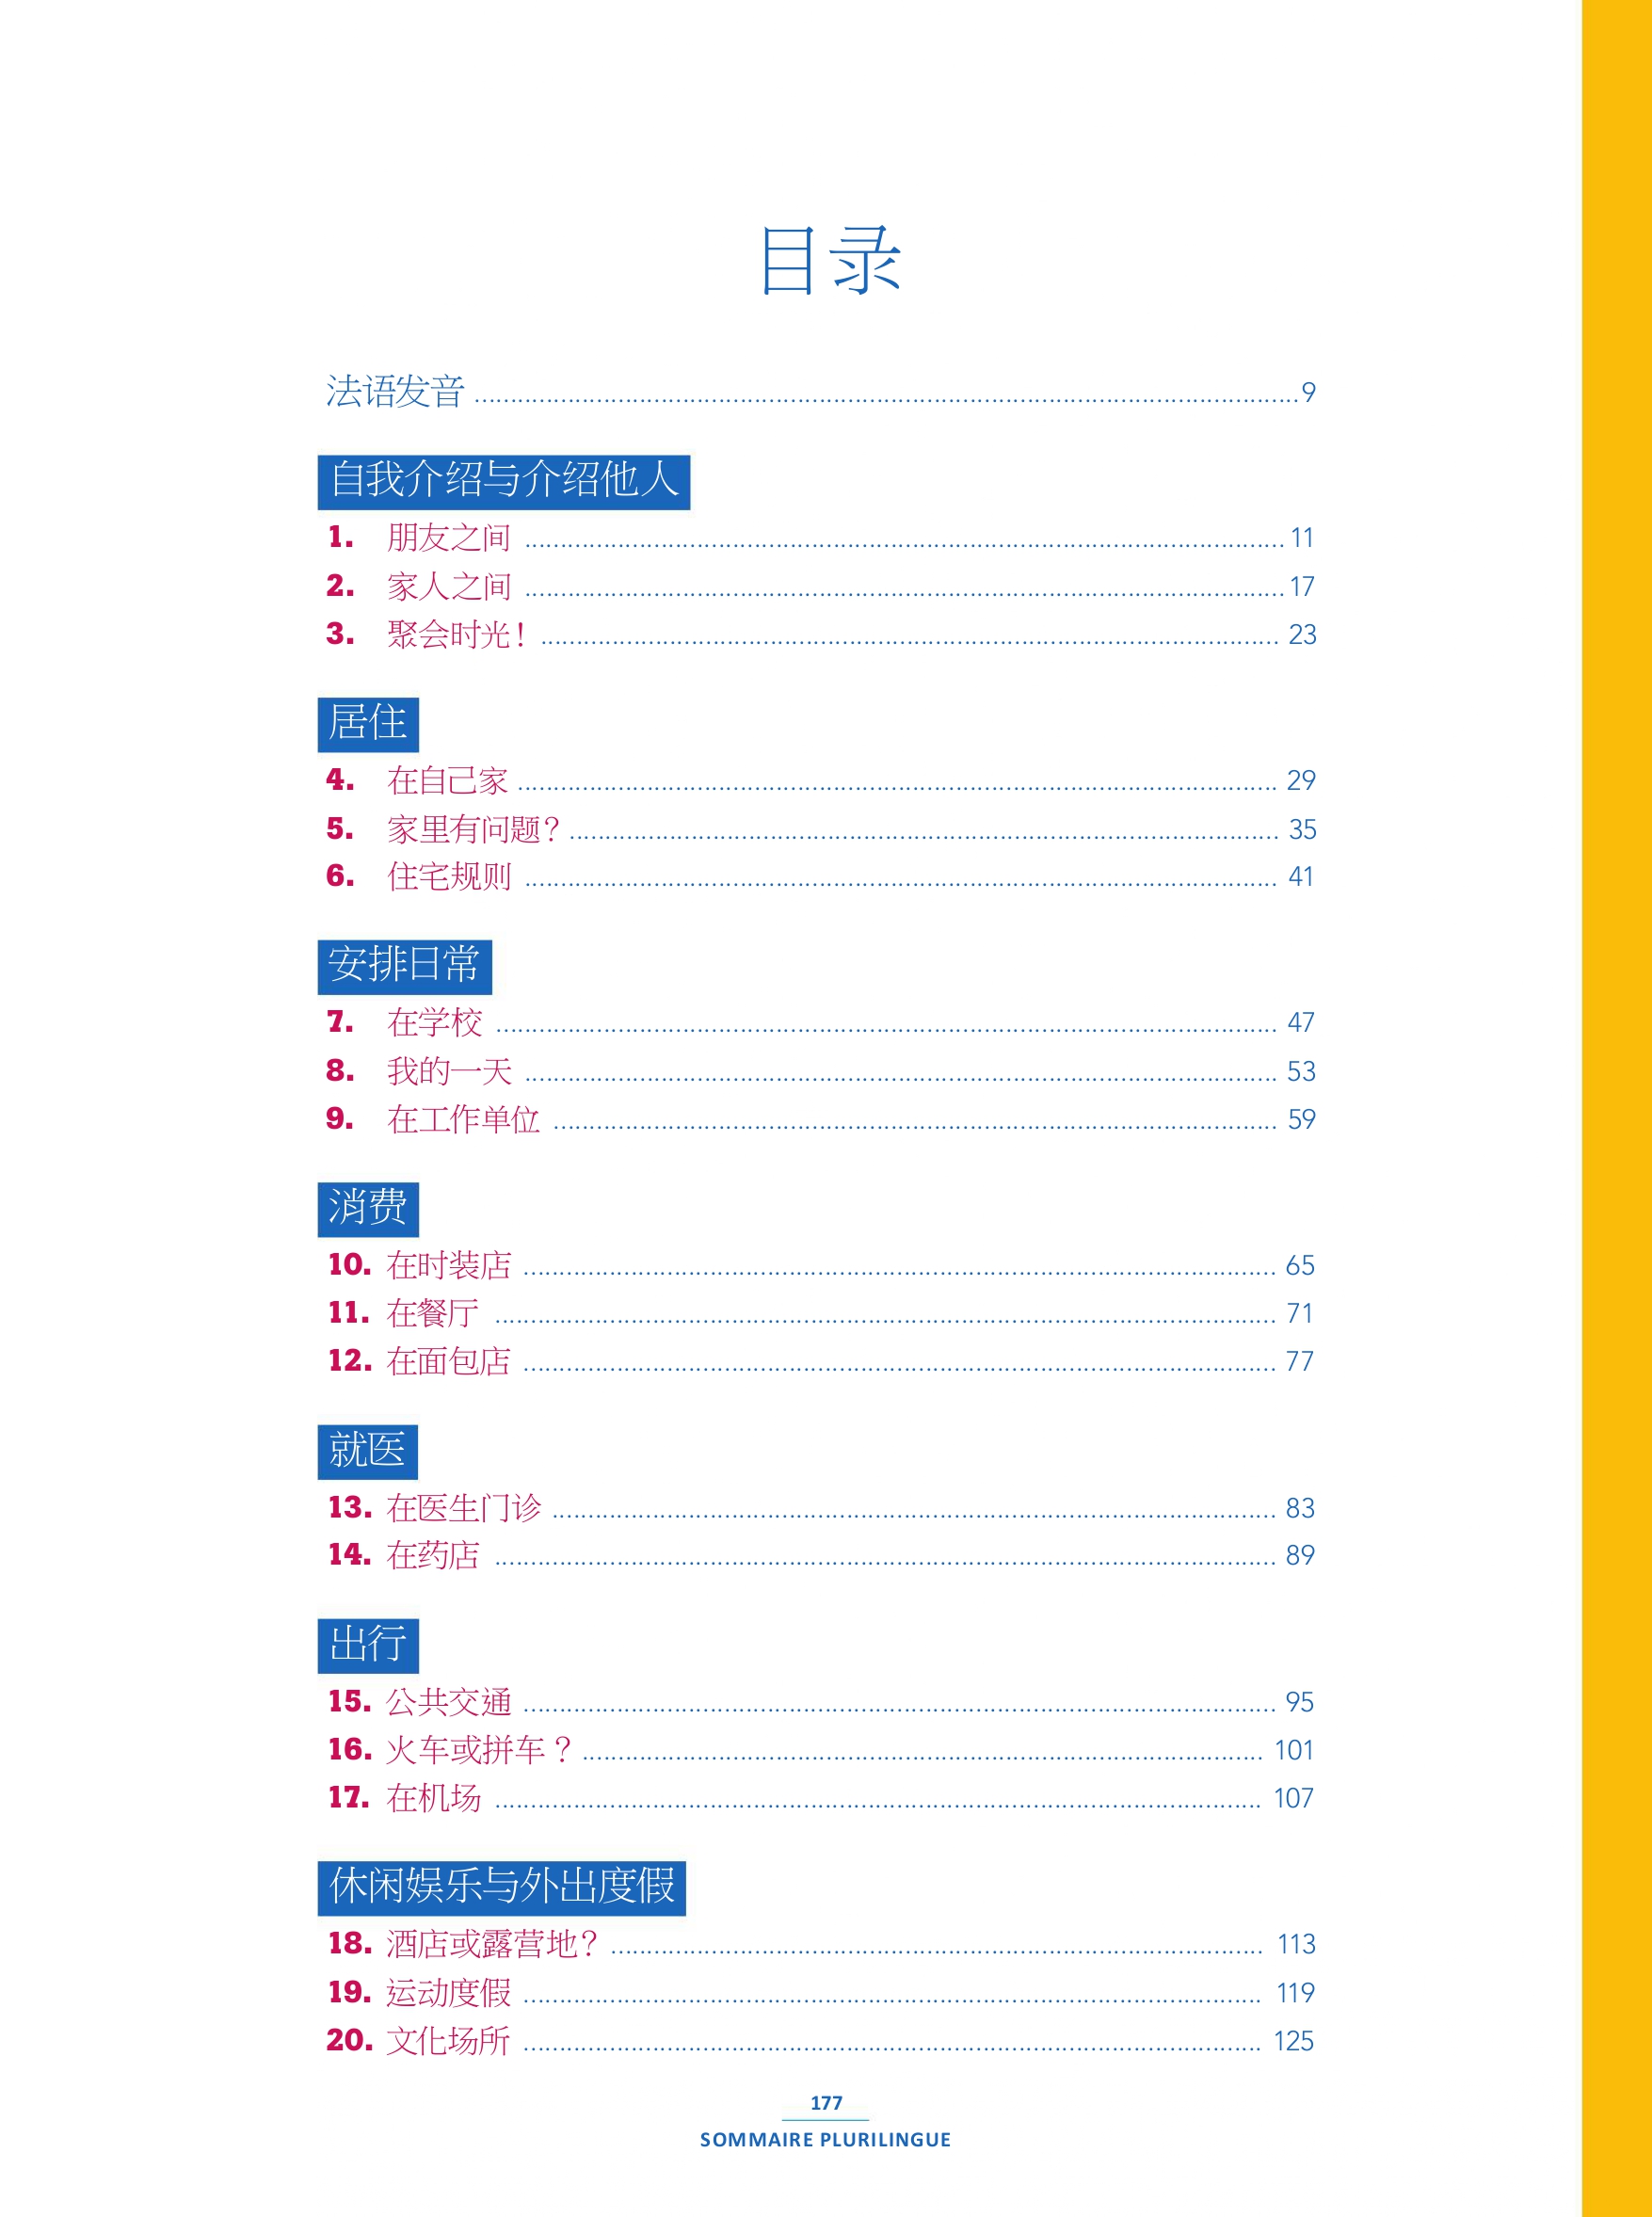 目录
法语发音 ........ 9
自我介绍与介绍他人
1. 朋友之间 ........ 11
2. 家人之间 ........ 17
3. 聚会时光！ ........ 23
居住
4. 在自己家 ........ 29
5. 家里有问题？ ........ 35
6. 住宅规则 ........ 41
安排日常
7. 在学校 ........ 47
8. 我的一天 ........ 53
9. 在工作单位 ........ 59
消费
10. 在时装店 ........ 65
11. 在餐厅 ........ 71
12. 在面包店 ........ 77
就医
13. 在医生门诊 ........ 83
14. 在药店 ........ 89
出行
15. 公共交通 ........ 95
16. 火车或拼车？ ........ 101
17. 在机场 ........ 107
休闲娱乐与外出度假
18. 酒店或露营地？ ........ 113
19. 运动度假 ........ 119
20. 文化场所 ........ 125
177
SOMMAIRE PLURILINGUE